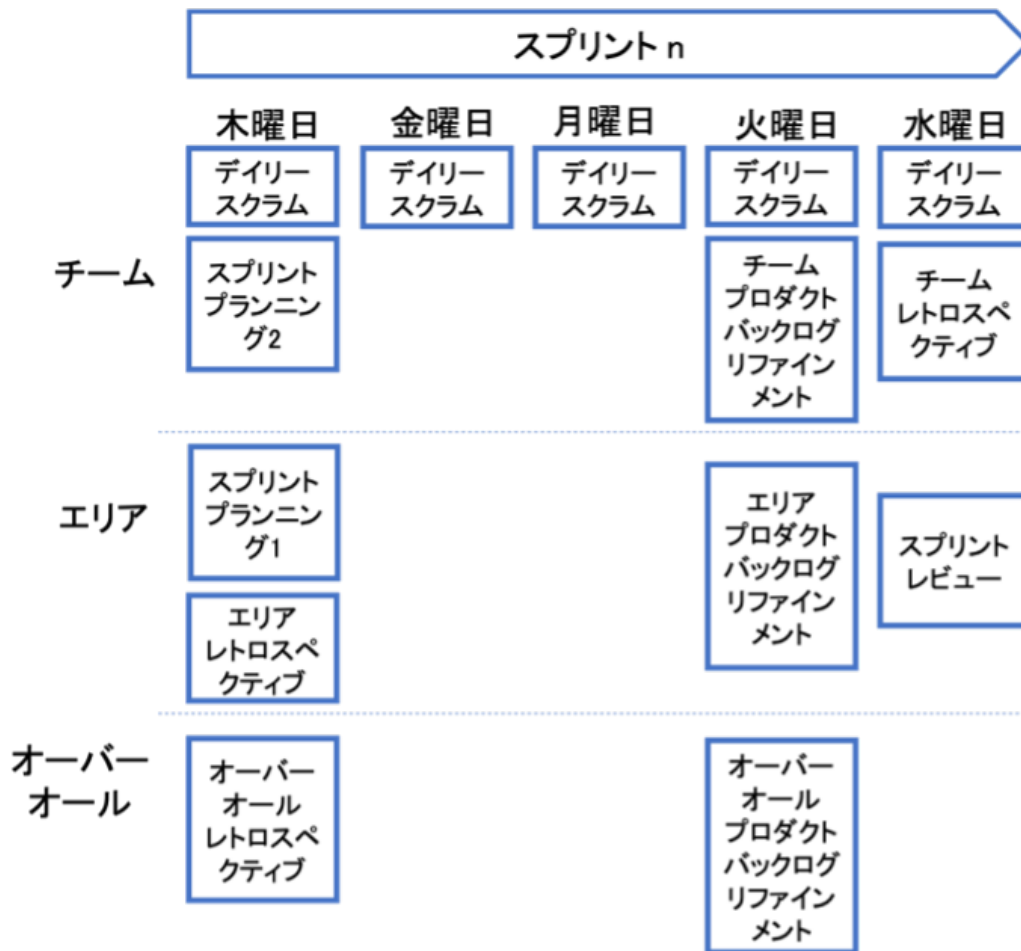 スプリント n
木曜日
金曜日
月曜日
火曜日
水曜日
デイリー
スクラム
デイリー
スクラム
デイリー
スクラム
デイリー
スクラム
デイリー
スクラム
チーム
スプリント
プランニン
グ2
チーム
プロダクト
バックログ
リファイン
メント
チーム
レトロスペ
クティブ
エリア
スプリント
プランニン
グ1
エリア
レトロスペ
クティブ
エリア
プロダクト
バックログ
リファイン
メント
スプリント
レビュー
オーバー
オール
オーバー
オール
レトロスペ
クティブ
オーバー
オール
プロダクト
バックログ
リファイン
メント